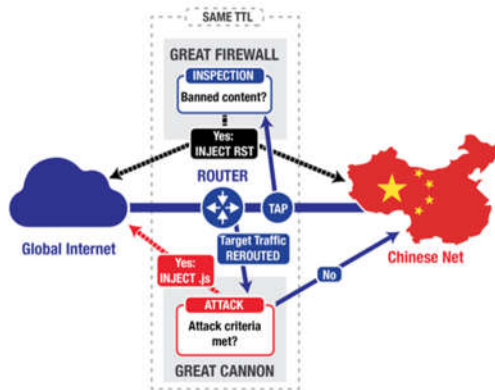 SAME TTL
GREAT FIREWALL
INSPECTION
Banned content?
Yes:
INJECT RST
ROUTER
TAP
Global Internet
Chinese Net
Target Traffic
REROUTED
Yes:
INJECT .js
No
ATTACK
Attack criteria
met?
GREAT CANNON